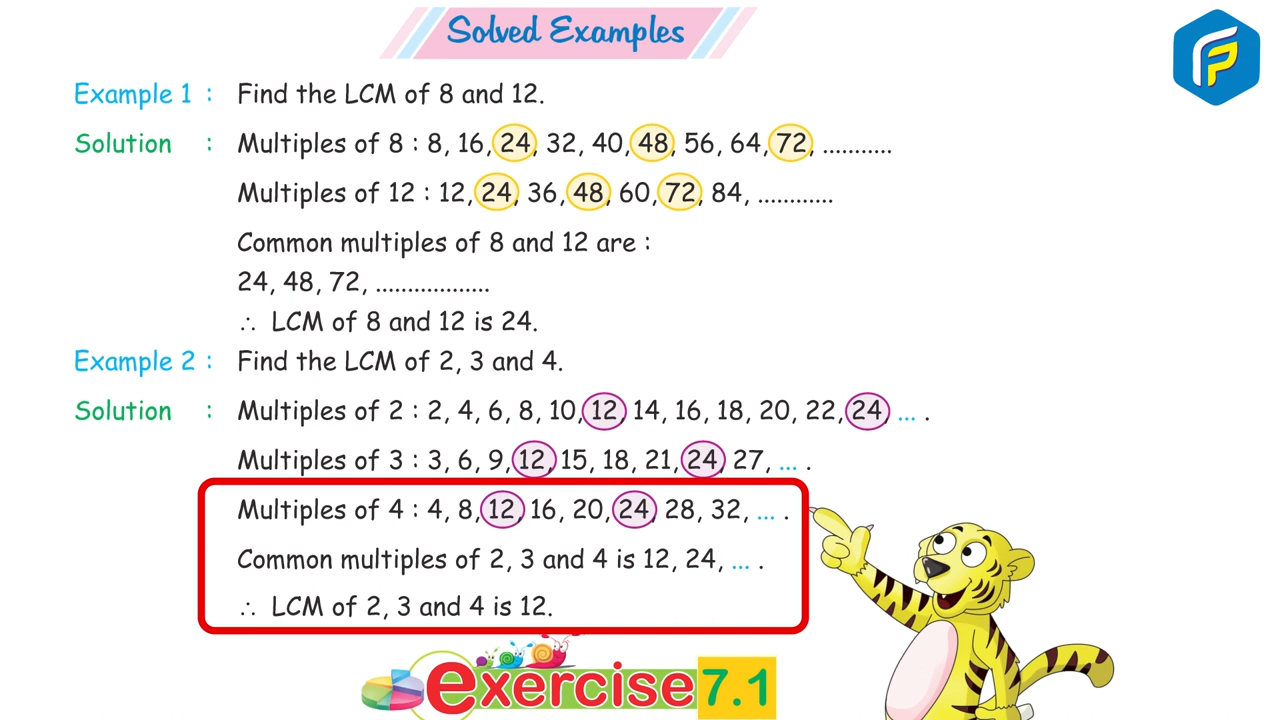 Solved Examples
Example 1 : Find the LCM of 8 and 12.
Solution : Multiples of 8 : 8, 16, 24, 32, 40, 48, 56, 64, 72, ...........
Multiples of 12 : 12, 24, 36, 48, 60, 72, 84, ............
Common multiples of 8 and 12 are :
24, 48, 72, ..................
∴ LCM of 8 and 12 is 24.
Example 2 : Find the LCM of 2, 3 and 4.
Solution : Multiples of 2 : 2, 4, 6, 8, 10, 12, 14, 16, 18, 20, 22, 24, ... .
Multiples of 3 : 3, 6, 9, 12, 15, 18, 21, 24, 27, ... .
Multiples of 4 : 4, 8, 12, 16, 20, 24, 28, 32, ... .
Common multiples of 2, 3 and 4 is 12, 24, ... .
∴ LCM of 2, 3 and 4 is 12.
exercise 7.1